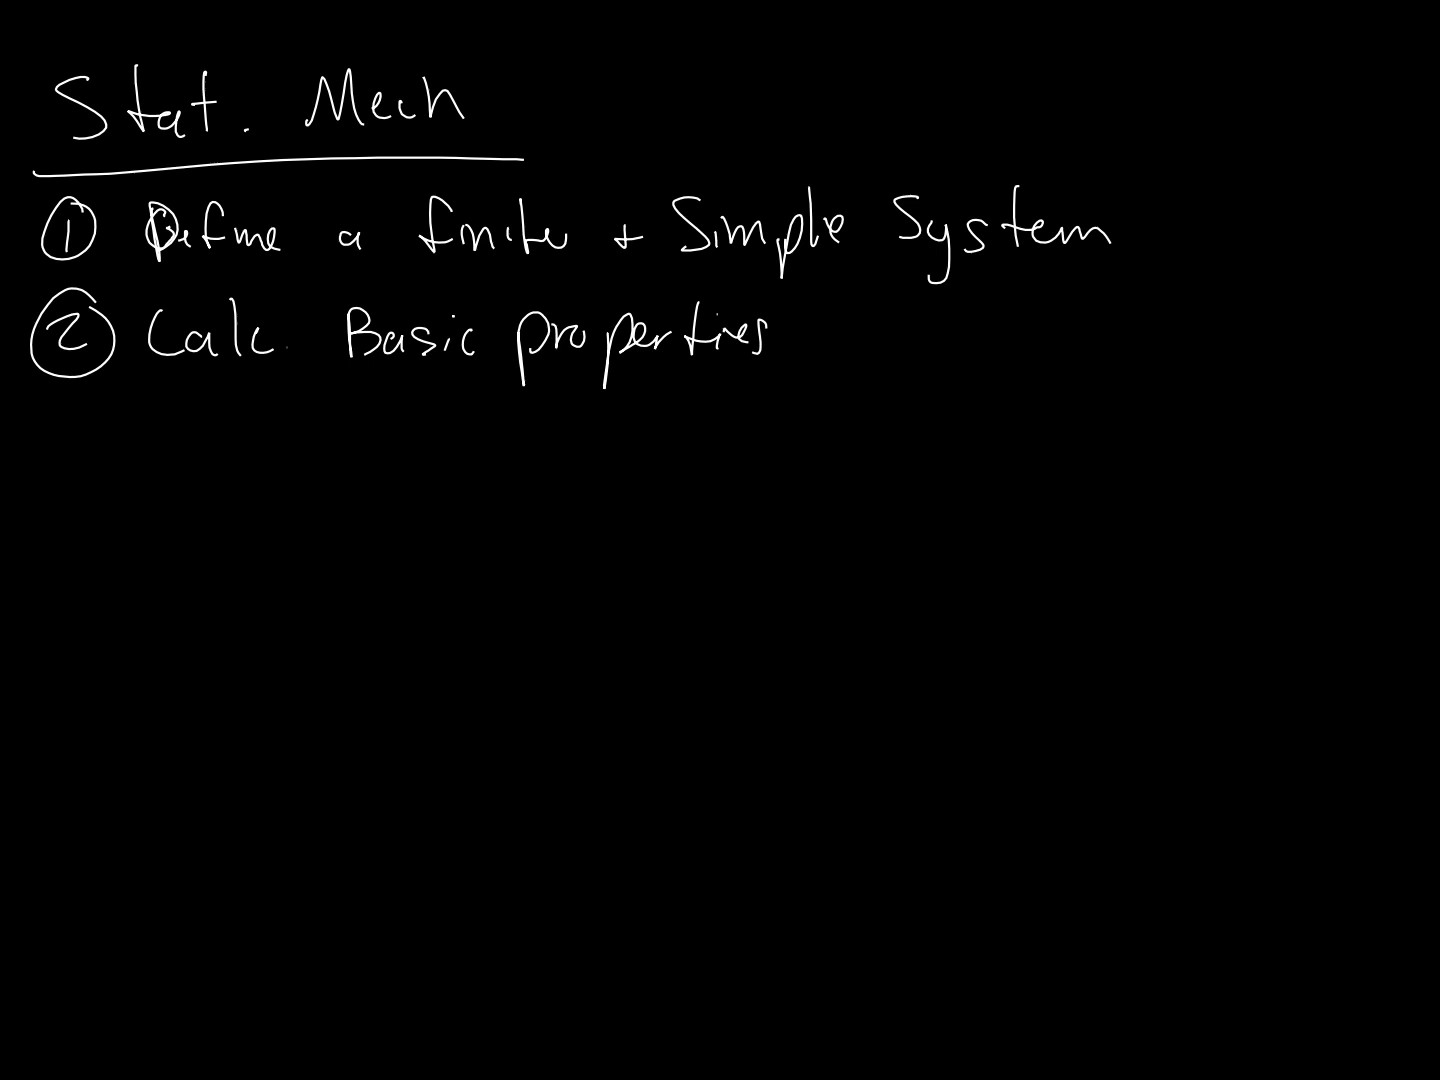 Stat. Mech
① Define a finite + Simple System
② Calc. Basic properties